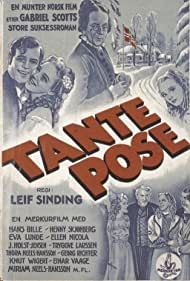 EN MUNTER NORSK FILM
EFTER GABRIEL SCOTTS
STORE SUKSESSROMAN
TANTE
POSE
REGI
LEIF SINDING
EN MERKURFILM MED
HANS BILLE - HENNY SKJØNBERG
EVA LUNDE - ELLEN NICOLA
J. HOLST-JENSEN - TRYGGVE LARSSEN
THORA NEELS-HANSSON - GEORG RICHTER
KNUT WIGERT - EINAR VAAGE
MIRIAM NEELS-HANSSON M. FL.